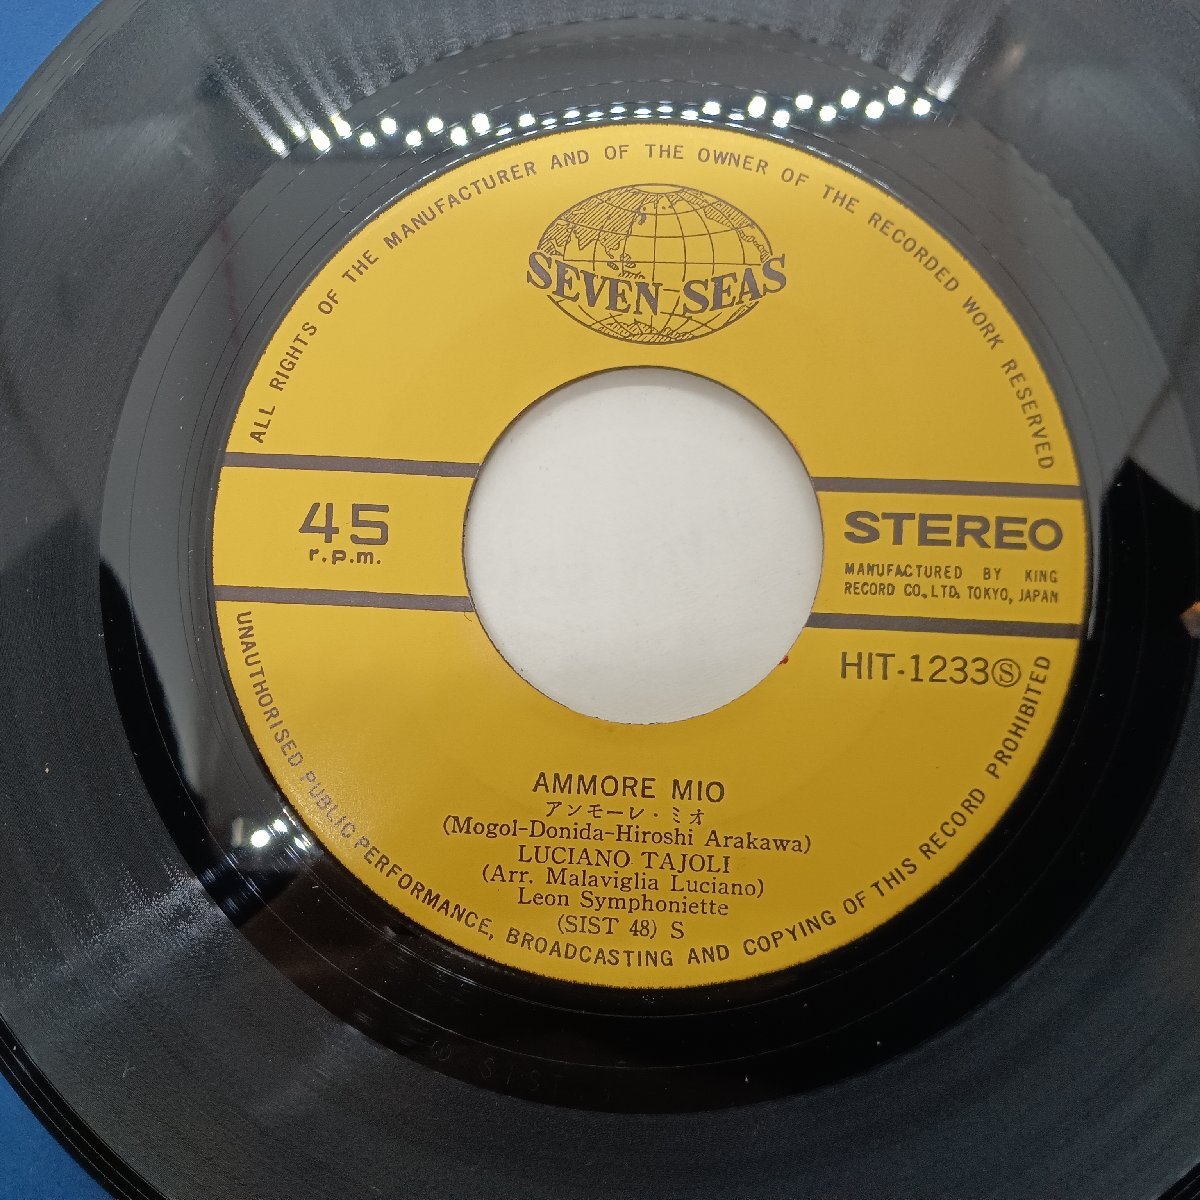 ALL RIGHTS OF THE MANUFACTURER AND OF THE OWNER OF THE RECORDED WORK RESERVED
SEVEN SEAS
45
r.p.m.
STEREO
MANUFACTURED BY KING
RECORD CO., LTD. TOKYO, JAPAN
HIT-1233Ⓢ
AMMORE MIO
アンモーレ・ミオ
(Mogol-Donida-Hiroshi Arakawa)
LUCIANO TAJOLI
(Arr. Malaviglia Luciano)
Leon Symphoniette
(SIST 48) S
UNAUTHORISED PUBLIC PERFORMANCE, BROADCASTING AND COPYING OF THIS RECORD PROHIBITED